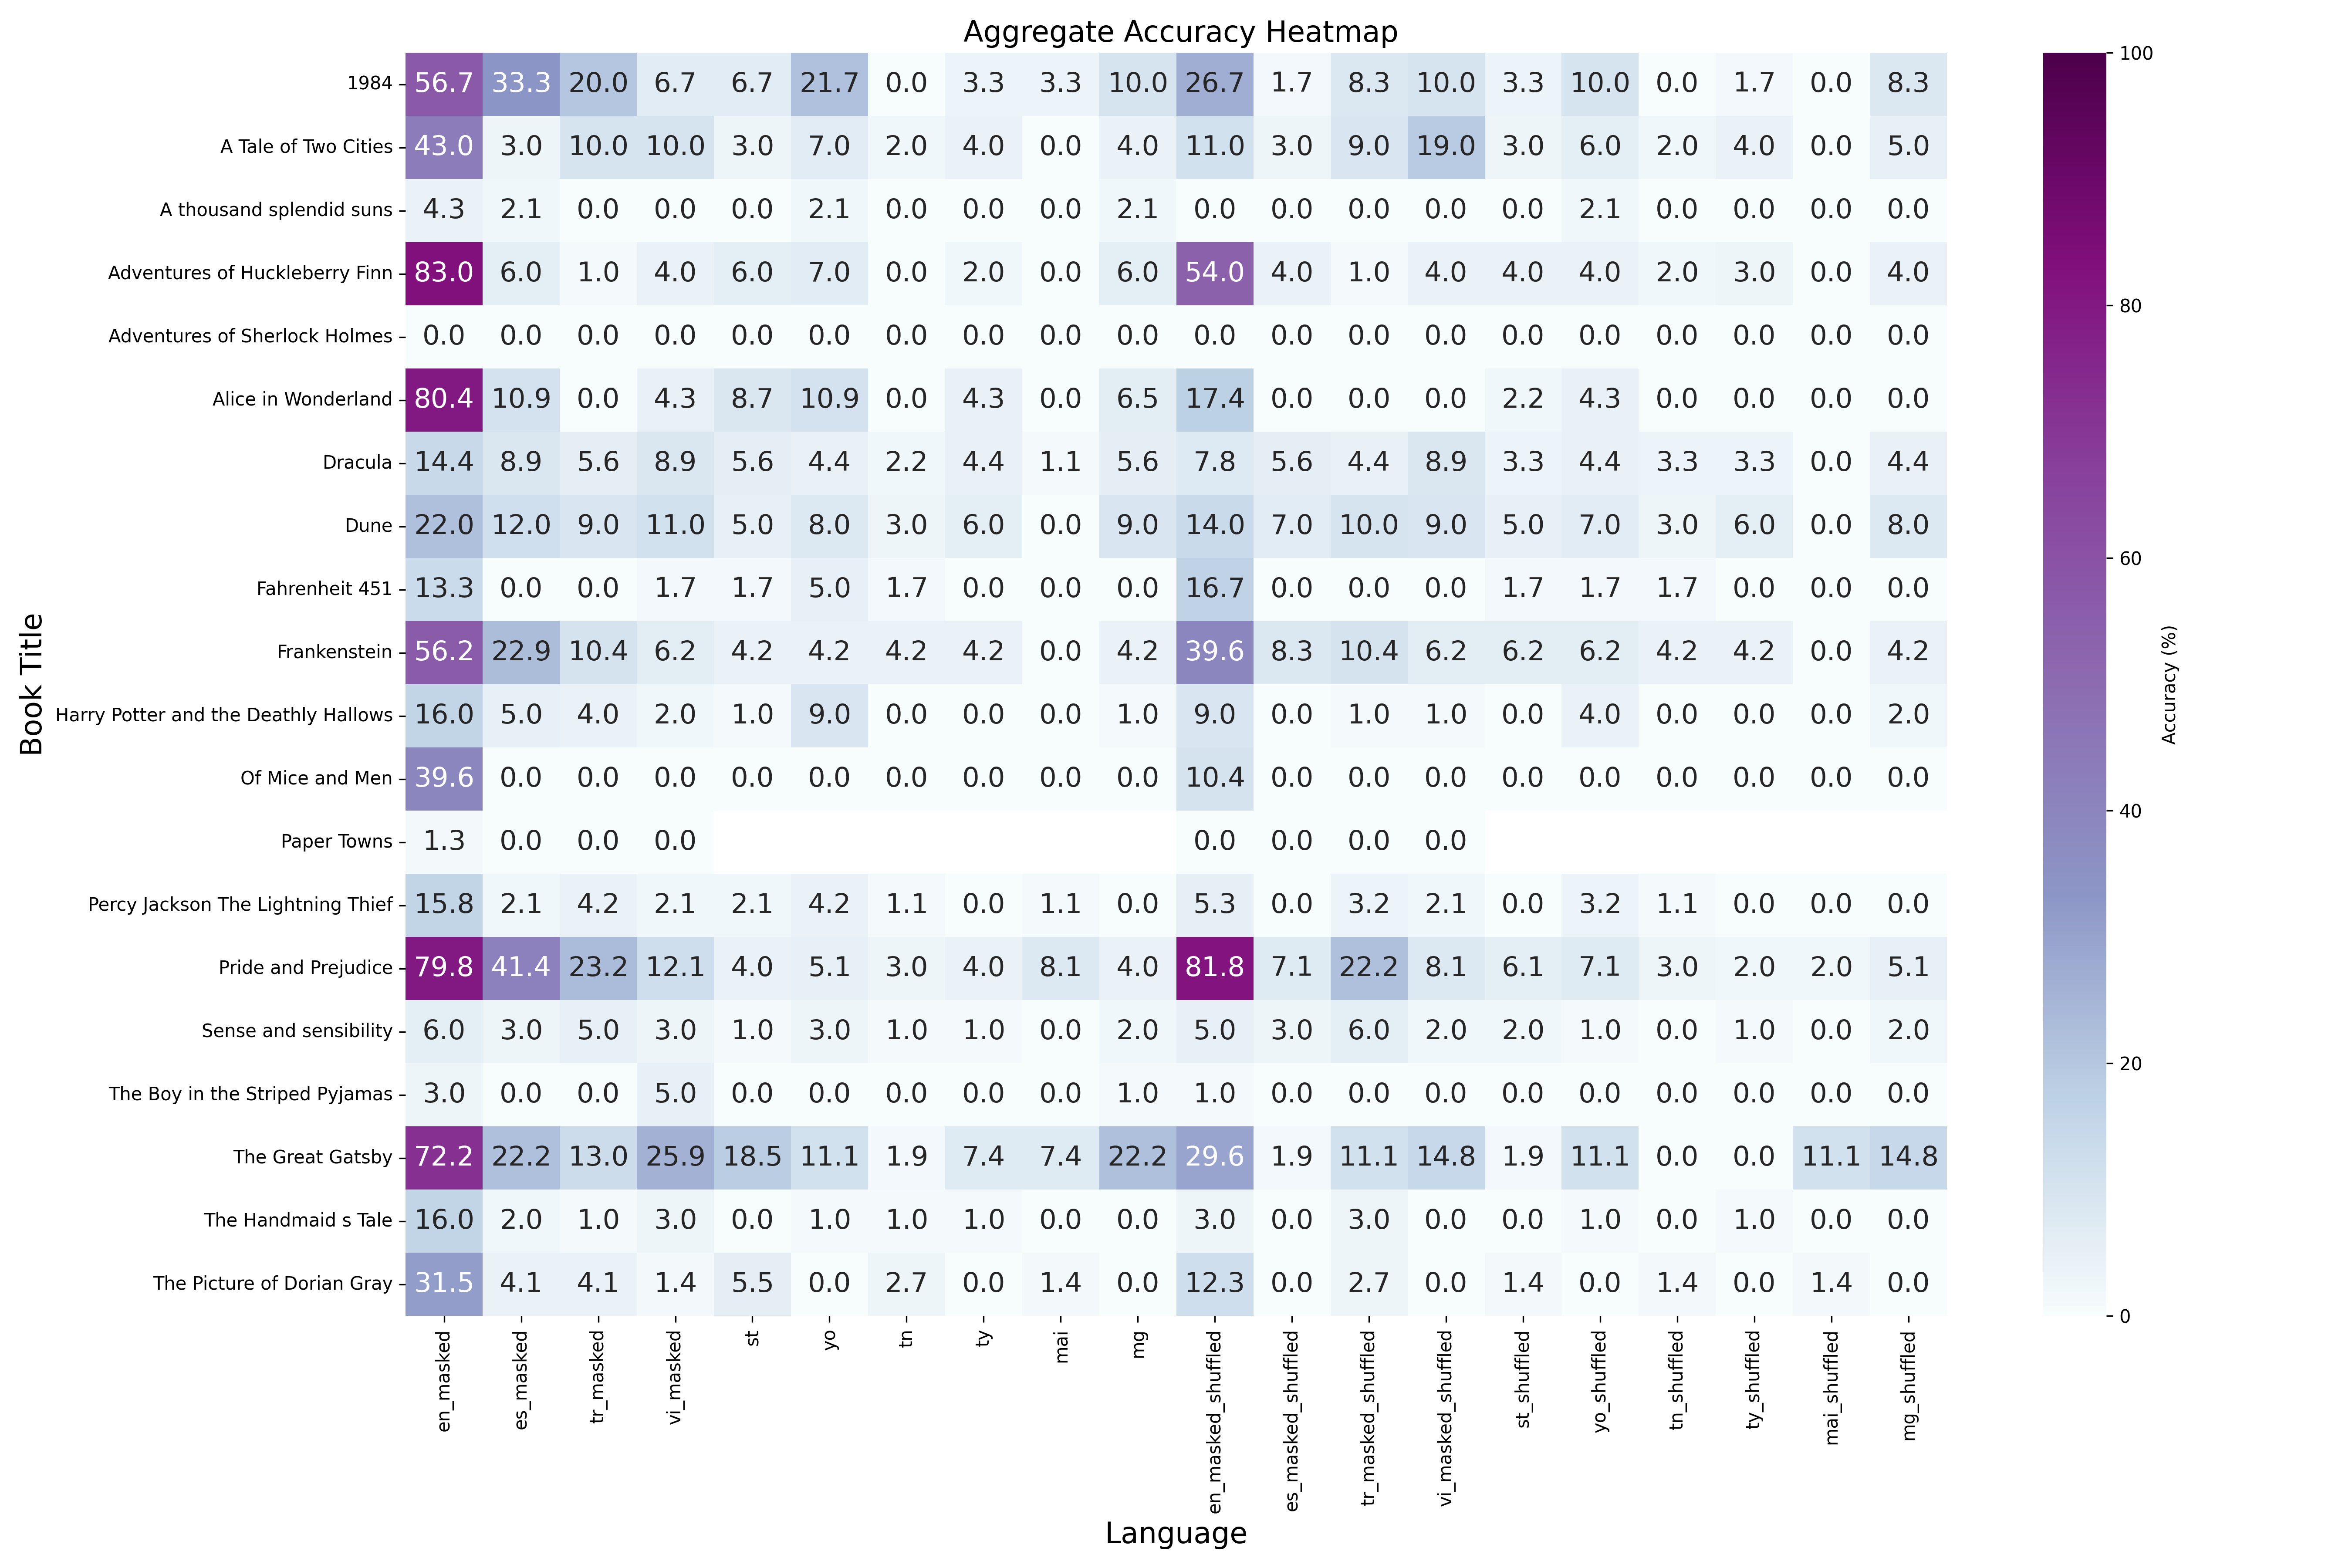 Aggregate Accuracy Heatmap
1984 56.7 33.3 20.0 6.7 6.7 21.7 0.0 3.3 3.3 10.0 26.7 1.7 8.3 10.0 3.3 10.0 0.0 1.7 0.0 8.3
A Tale of Two Cities 43.0 3.0 10.0 10.0 3.0 7.0 2.0 4.0 0.0 4.0 11.0 3.0 9.0 19.0 3.0 6.0 2.0 4.0 0.0 5.0
A thousand splendid suns 4.3 2.1 0.0 0.0 0.0 2.1 0.0 0.0 0.0 2.1 0.0 0.0 0.0 0.0 0.0 2.1 0.0 0.0 0.0 0.0
Adventures of Huckleberry Finn 83.0 6.0 1.0 4.0 6.0 7.0 0.0 2.0 0.0 6.0 54.0 4.0 1.0 4.0 4.0 4.0 2.0 3.0 0.0 4.0
Adventures of Sherlock Holmes 0.0 0.0 0.0 0.0 0.0 0.0 0.0 0.0 0.0 0.0 0.0 0.0 0.0 0.0 0.0 0.0 0.0 0.0 0.0 0.0
Alice in Wonderland 80.4 10.9 0.0 4.3 8.7 10.9 0.0 4.3 0.0 6.5 17.4 0.0 0.0 0.0 2.2 4.3 0.0 0.0 0.0 0.0
Dracula 14.4 8.9 5.6 8.9 5.6 4.4 2.2 4.4 1.1 5.6 7.8 5.6 4.4 8.9 3.3 4.4 3.3 3.3 0.0 4.4
Dune 22.0 12.0 9.0 11.0 5.0 8.0 3.0 6.0 0.0 9.0 14.0 7.0 10.0 9.0 5.0 7.0 3.0 6.0 0.0 8.0
Fahrenheit 451 13.3 0.0 0.0 1.7 1.7 5.0 1.7 0.0 0.0 0.0 16.7 0.0 0.0 0.0 1.7 1.7 1.7 0.0 0.0 0.0
Frankenstein 56.2 22.9 10.4 6.2 4.2 4.2 4.2 4.2 0.0 4.2 39.6 8.3 10.4 6.2 6.2 6.2 4.2 4.2 0.0 4.2
Harry Potter and the Deathly Hallows 16.0 5.0 4.0 2.0 1.0 9.0 0.0 0.0 0.0 1.0 9.0 0.0 1.0 1.0 0.0 4.0 0.0 0.0 0.0 2.0
Of Mice and Men 39.6 0.0 0.0 0.0 0.0 0.0 0.0 0.0 0.0 0.0 10.4 0.0 0.0 0.0 0.0 0.0 0.0 0.0 0.0 0.0
Paper Towns 1.3 0.0 0.0 0.0 0.0 0.0 0.0 0.0
Percy Jackson The Lightning Thief 15.8 2.1 4.2 2.1 2.1 4.2 1.1 0.0 1.1 0.0 5.3 0.0 3.2 2.1 0.0 3.2 1.1 0.0 0.0 0.0
Pride and Prejudice 79.8 41.4 23.2 12.1 4.0 5.1 3.0 4.0 8.1 4.0 81.8 7.1 22.2 8.1 6.1 7.1 3.0 2.0 2.0 5.1
Sense and sensibility 6.0 3.0 5.0 3.0 1.0 3.0 1.0 1.0 0.0 2.0 5.0 3.0 6.0 2.0 2.0 1.0 0.0 1.0 0.0 2.0
The Boy in the Striped Pyjamas 3.0 0.0 0.0 5.0 0.0 0.0 0.0 0.0 0.0 1.0 1.0 0.0 0.0 0.0 0.0 0.0 0.0 0.0 0.0 0.0
The Great Gatsby 72.2 22.2 13.0 25.9 18.5 11.1 1.9 7.4 7.4 22.2 29.6 1.9 11.1 14.8 1.9 11.1 0.0 0.0 11.1 14.8
The Handmaid s Tale 16.0 2.0 1.0 3.0 0.0 1.0 1.0 1.0 0.0 0.0 3.0 0.0 3.0 0.0 0.0 1.0 0.0 1.0 0.0 0.0
The Picture of Dorian Gray 31.5 4.1 4.1 1.4 5.5 0.0 2.7 0.0 1.4 0.0 12.3 0.0 2.7 0.0 1.4 0.0 1.4 0.0 1.4 0.0
en_masked es_masked tr_masked vi_masked st yo tn ty mai mg en_masked_shuffled es_masked_shuffled tr_masked_shuffled vi_masked_shuffled st_shuffled yo_shuffled tn_shuffled ty_shuffled mai_shuffled mg_shuffled
Language
Book Title
100
80
60
40
20
0
Accuracy (%)